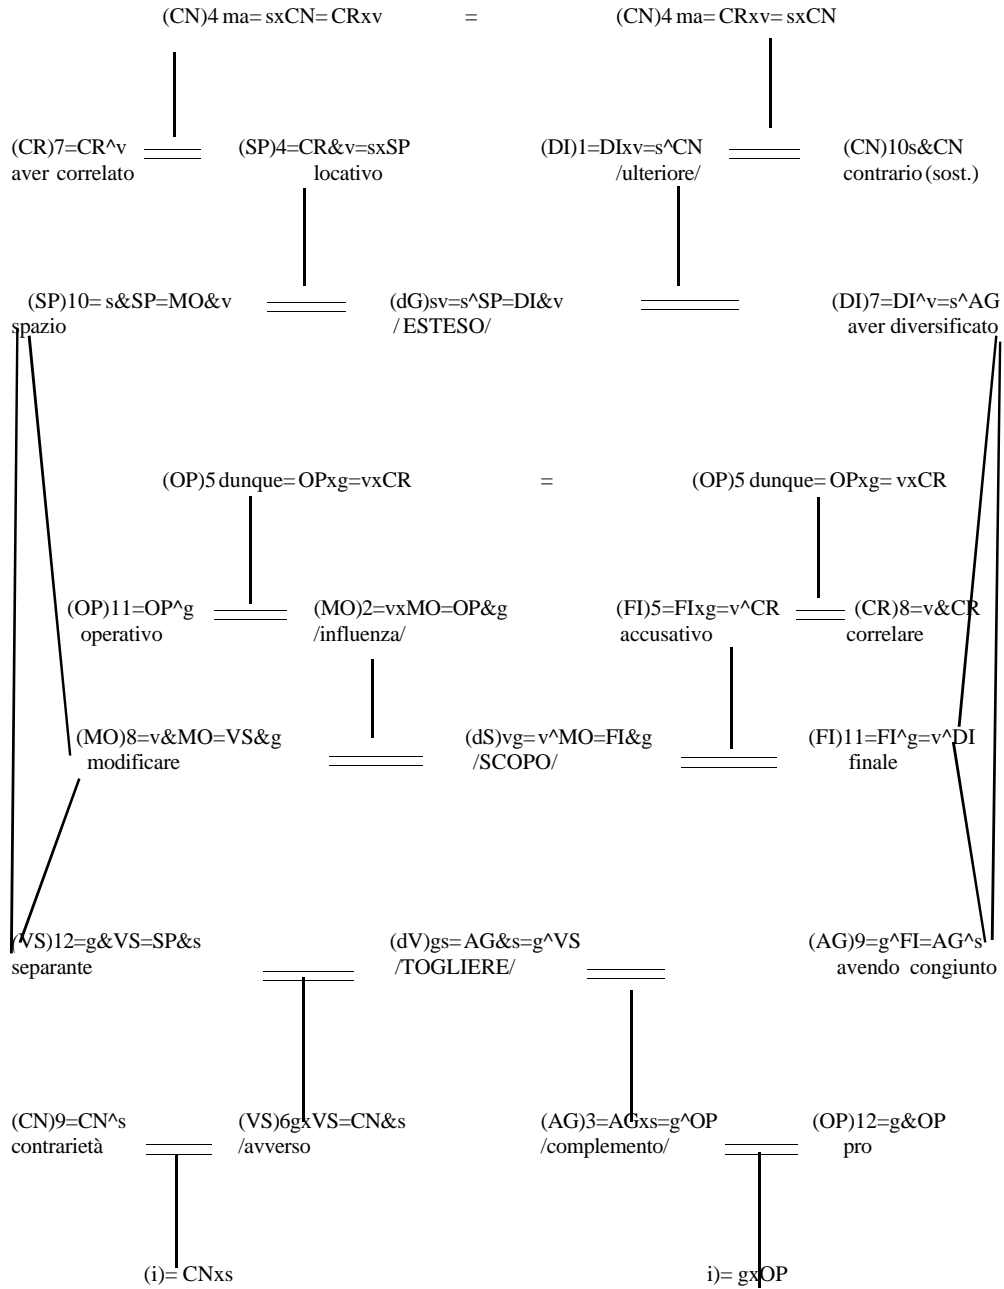 (CN)4 ma= sxCN= CRxv = (CN)4 ma= CRxv= sxCN
(CR)7=CR^v (SP)4=CR&v=sxSP (DI)1=DIxv=s^CN (CN)10s&CN
aver correlato locativo /ulteriore/ contrario (sost.)
(SP)10= s&SP=MO&v (dG)sv=s^SP=DI&v (DI)7=DI^v=s^AG
spazio / ESTESO/ aver diversificato
(OP)5 dunque= OPxg= vxCR = (OP)5 dunque= OPxg= vxCR
(OP)11=OP^g (MO)2=vxMO=OP&g (FI)5=FIxg=v^CR (CR)8=v&CR
operativo /influenza/ accusativo correlare
(MO)8=v&MO=VS&g (dS)vg= v^MO=FI&g (FI)11=FI^g=v^DI
modificare /SCOPO/ finale
(VS)12=g&VS=SP&s (dV)gs= AG&s=g^VS (AG)9=g^FI=AG^s
separante /TOGLIERE/ avendo congiunto
(CN)9=CN^s (VS)6gxVS=CN&s (AG)3=AGxs=g^OP (OP)12=g&OP
contrarietà /avverso /complemento/ pro
(i)= CNxs i)= gxOP